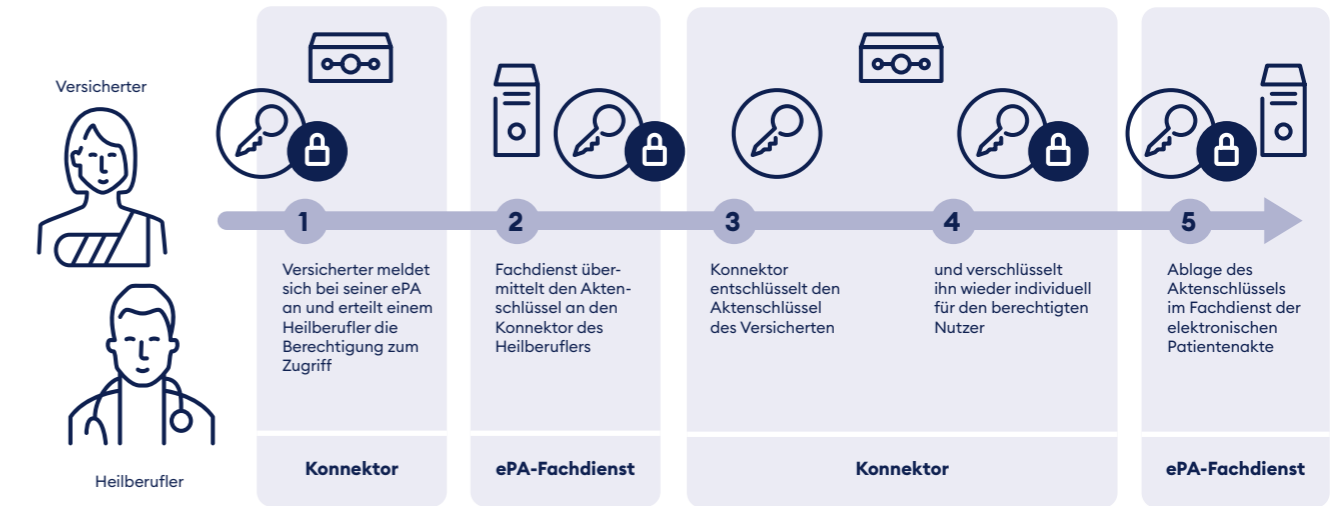 Versicherter
Heilberufler
1
Versicherter meldet
sich bei seiner ePA
an und erteilt einem
Heilberufler die
Berechtigung zum
Zugriff
Konnektor
2
Fachdienst über-
mittelt den Akten-
schlüssel an den
Konnektor des
Heilberuflers
ePA-Fachdienst
3
Konnektor
entschlüsselt den
Aktenschlüssel
des Versicherten
4
und verschlüsselt
ihn wieder individuell
für den berechtigten
Nutzer
Konnektor
5
Ablage des
Aktenschlüssels
im Fachdienst der
elektronischen
Patientenakte
ePA-Fachdienst